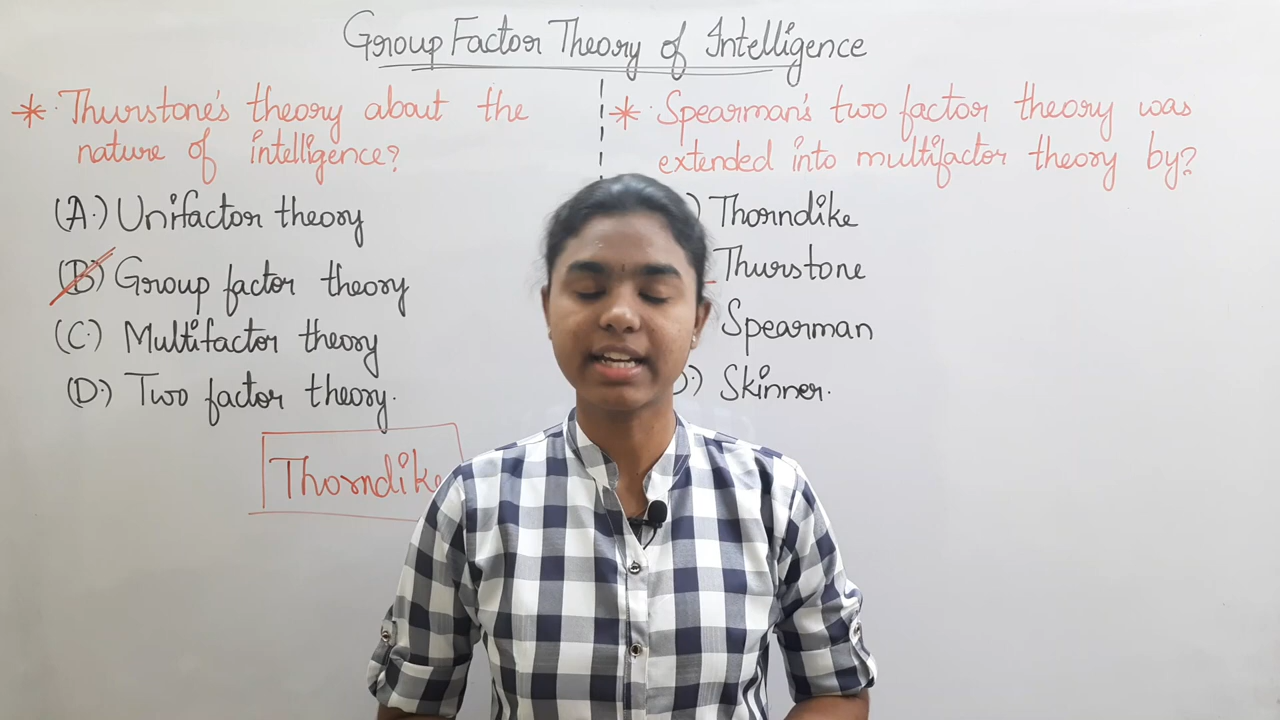 Group Factor Theory of Intelligence
* Thurstone's theory about the
nature of intelligence?
(A.) Unifactor theory
(B.) Group factor theory
(C.) Multifactor theory
(D.) Two factor theory.
Thorndike
* Spearman's two factor theory was
extended into multifactor theory by?
) Thorndike
Thurstone
Spearman
) Skinner.